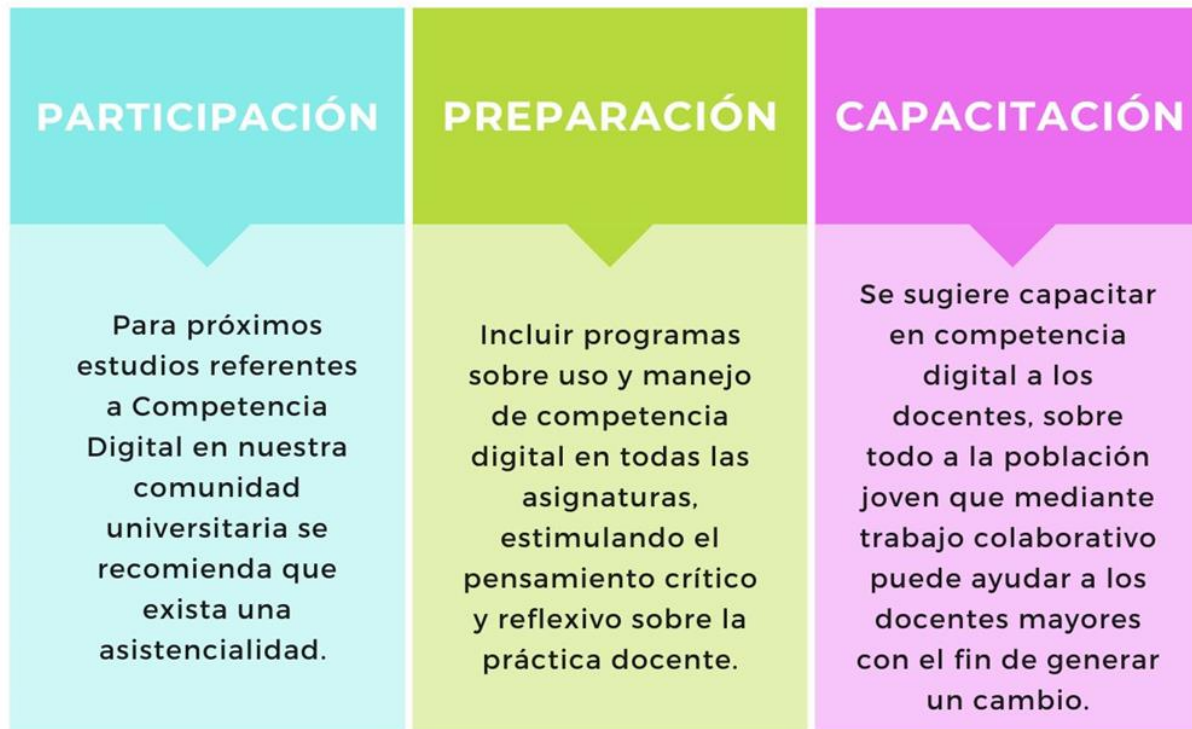 PARTICIPACIÓN
Para próximos
estudios referentes
a Competencia
Digital en nuestra
comunidad
universitaria se
recomienda que
exista una
asistencialidad.
PREPARACIÓN
Incluir programas
sobre uso y manejo
de competencia
digital en todas las
asignaturas,
estimulando el
pensamiento crítico
y reflexivo sobre la
práctica docente.
CAPACITACIÓN
Se sugiere capacitar
en competencia
digital a los
docentes, sobre
todo a la población
joven que mediante
trabajo colaborativo
puede ayudar a los
docentes mayores
con el fin de generar
un cambio.